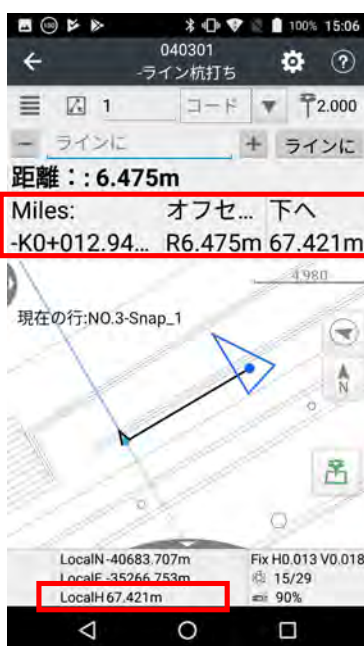 100% 15:06
040301
-ライン杭打ち
1 コード 2.000
ラインに ラインに
距離：: 6.475m
Miles: オフセ... 下へ
-K0+012.94... R6.475m 67.421m
4.980
現在の行:NO.3-Snap_1
N
LocalN -40683.707m Fix H0.013 V0.018
LocalE -35266.753m 15/29
LocalH 67.421m 90%